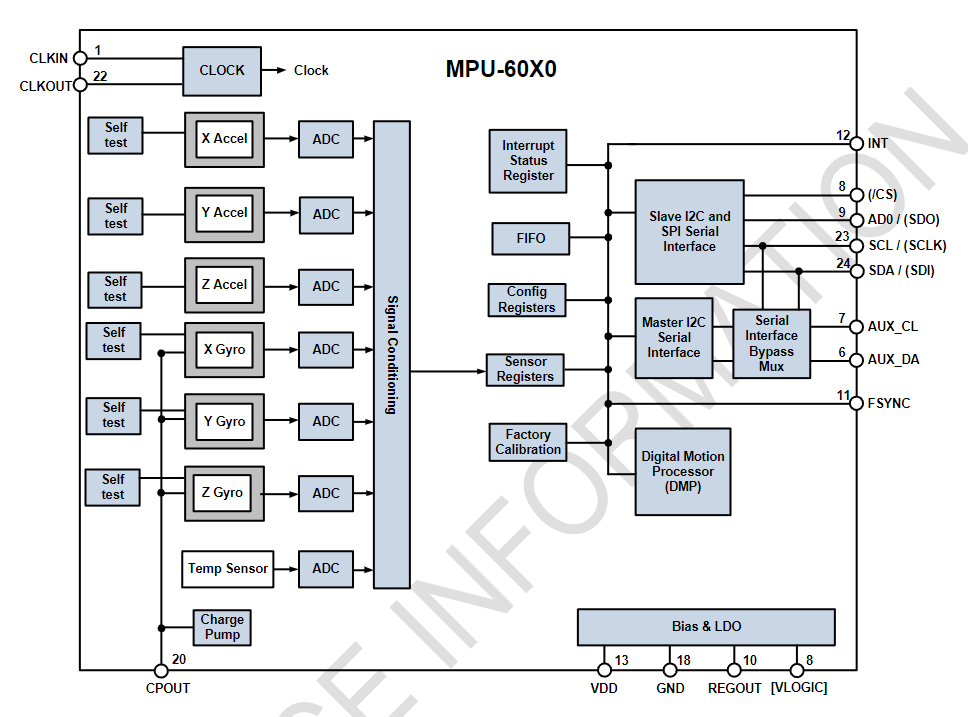 MPU-60X0
CLKIN
1
CLKOUT
22
CLOCK
Clock
Self
test
X Accel
ADC
Self
test
Y Accel
ADC
Self
test
Z Accel
ADC
Self
test
X Gyro
ADC
Self
test
Y Gyro
ADC
Self
test
Z Gyro
ADC
Temp Sensor
ADC
Signal Conditioning
Charge
Pump
20
CPOUT
Interrupt
Status
Register
FIFO
Config
Registers
Sensor
Registers
Factory
Calibration
Slave I2C and
SPI Serial
Interface
Master I2C
Serial
Interface
Serial
Interface
Bypass
Mux
Digital Motion
Processor
(DMP)
12
INT
8
(/CS)
9
AD0 / (SDO)
23
SCL / (SCLK)
24
SDA / (SDI)
7
AUX_CL
6
AUX_DA
11
FSYNC
Bias & LDO
13
18
10
8
VDD
GND
REGOUT
[VLOGIC]
CE INFORMATION